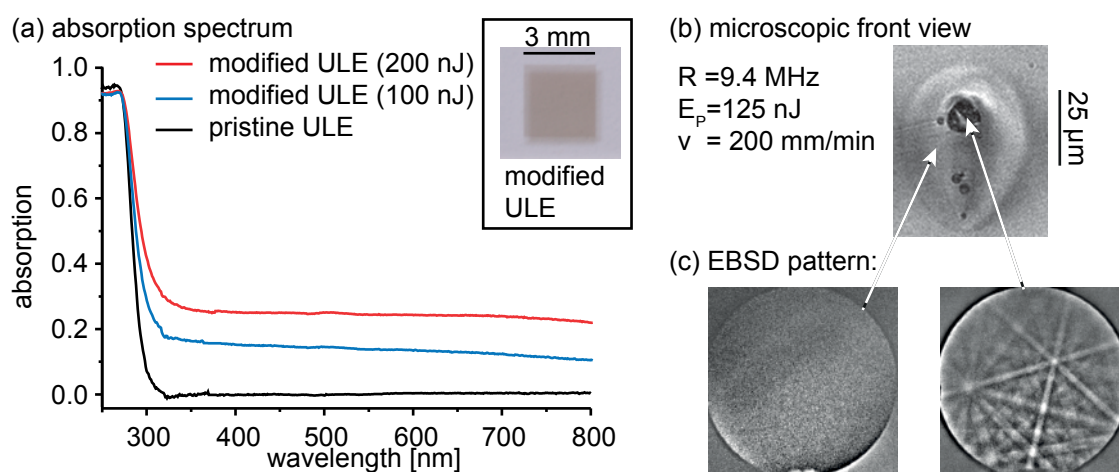 (a) absorption spectrum
modified ULE (200 nJ)
modified ULE (100 nJ)
pristine ULE
3 mm
modified
ULE
1.0
0.8
0.6
0.4
0.2
0.0
absorption
300
400
500
600
700
800
wavelength [nm]
(b) microscopic front view
R =9.4 MHz
E_P=125 nJ
v = 200 mm/min
25 µm
(c) EBSD pattern: